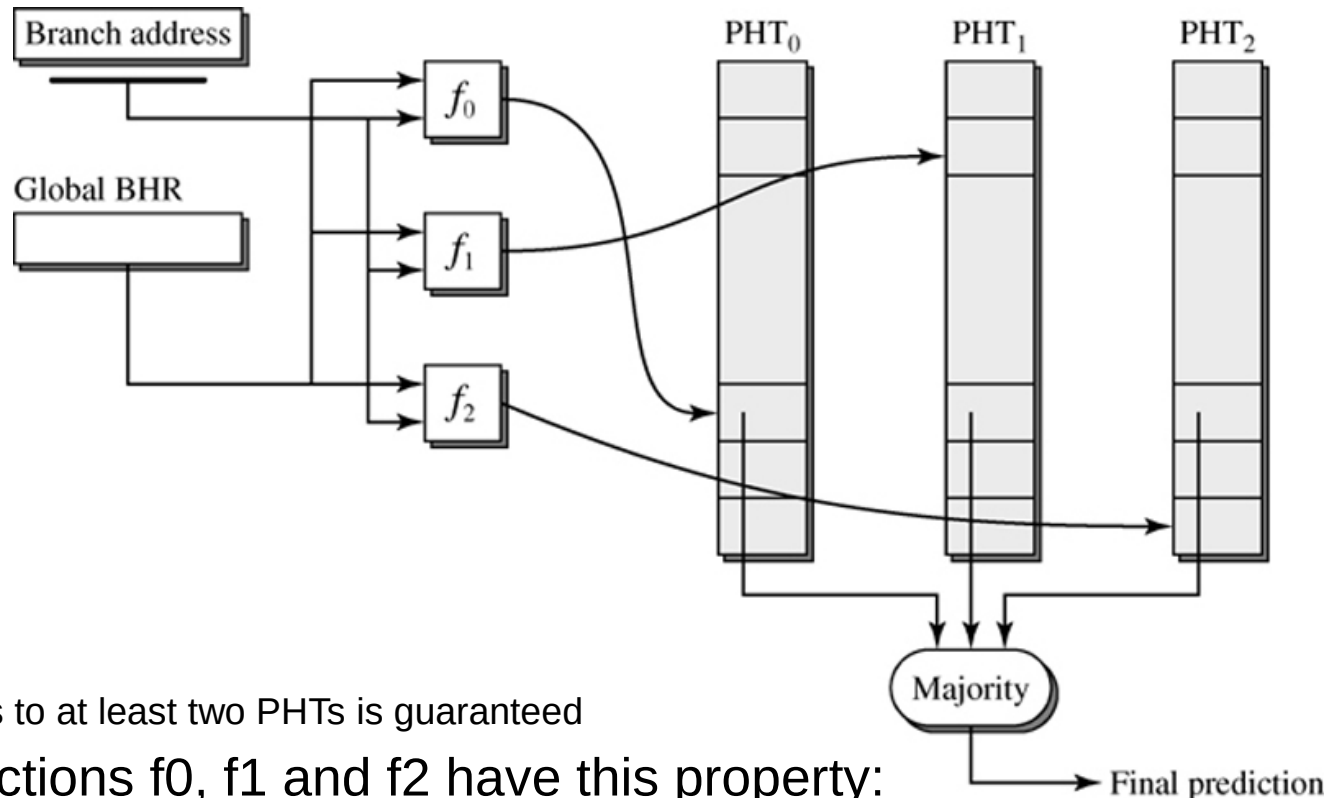 Branch address
PHT₀
PHT₁
PHT₂
f₀
Global BHR
f₁
f₂
Majority
to at least two PHTs is guaranteed
f0, f1 and f2 have this property:
Final prediction